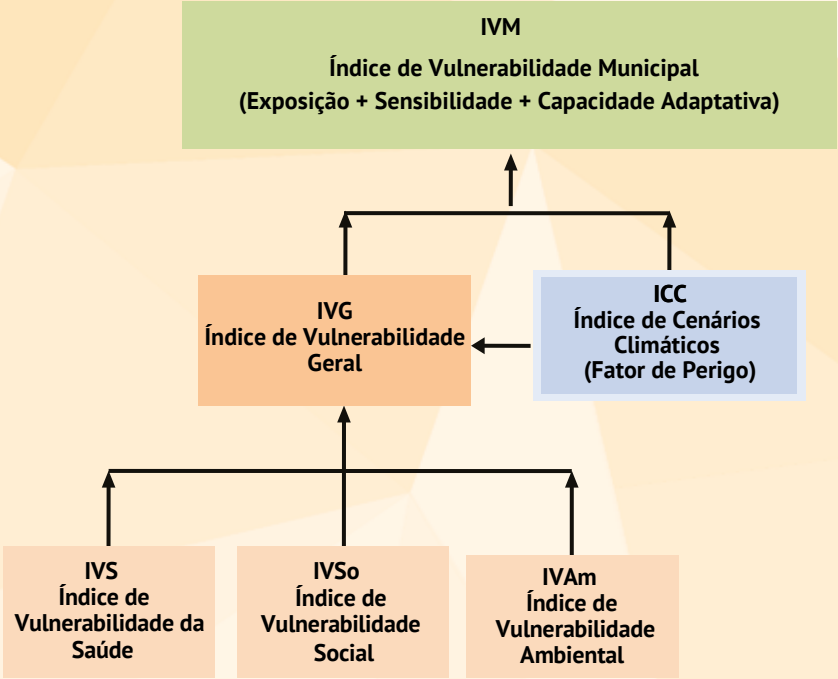 IVM
Índice de Vulnerabilidade Municipal
(Exposição + Sensibilidade + Capacidade Adaptativa)
IVG
Índice de Vulnerabilidade
Geral
ICC
Índice de Cenários
Climáticos
(Fator de Perigo)
IVS
Índice de
Vulnerabilidade da
Saúde
IVSo
Índice de
Vulnerabilidade
Social
IVAm
Índice de
Vulnerabilidade
Ambiental